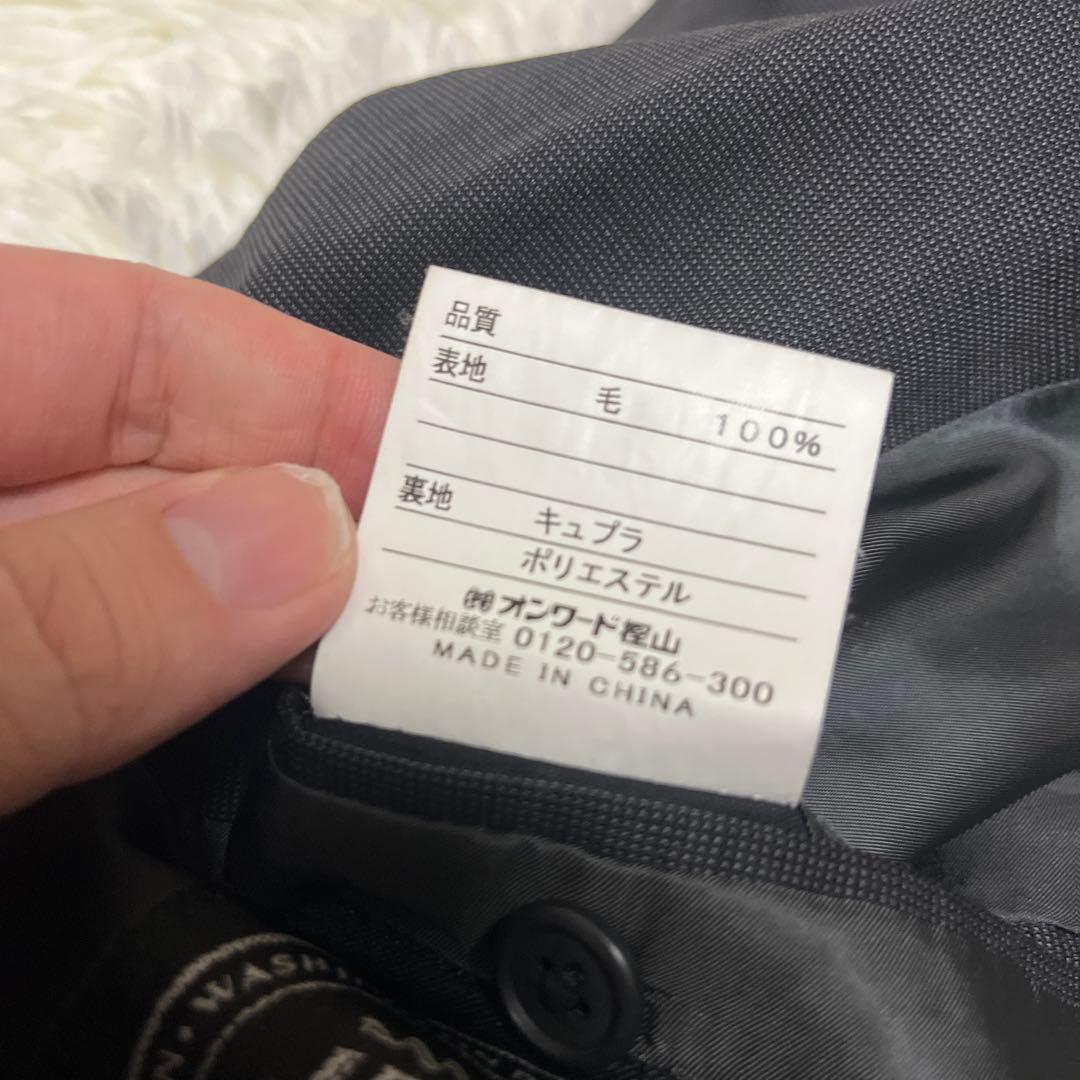 品質
表地 毛 100%
裏地 キュプラ
ポリエステル
㈱オンワード樫山
お客様相談室 0120-586-300
MADE IN CHINA
WASHI